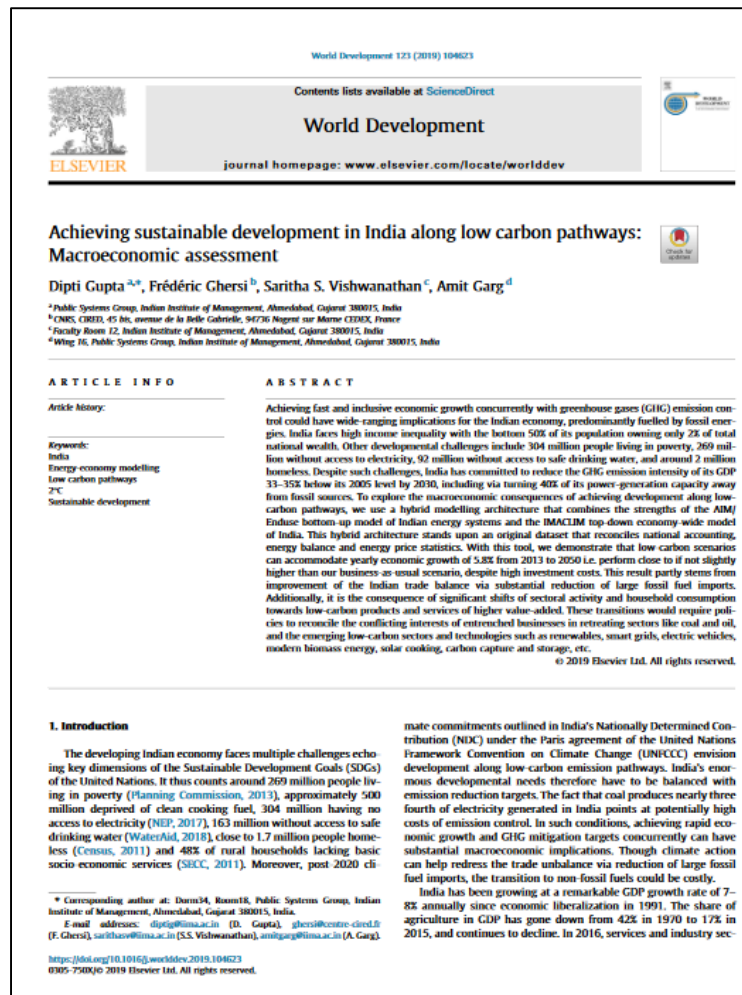 World Development 123 (2019) 104623
Contents lists available at ScienceDirect
World Development
journal homepage: www.elsevier.com/locate/worlddev
ELSEVIER
WORLD DEVELOPMENT
Achieving sustainable development in India along low carbon pathways:
Macroeconomic assessment
Check for updates
Dipti Gupta a,*, Frédéric Ghersi b, Saritha S. Vishwanathan c, Amit Garg d
a Public Systems Group, Indian Institute of Management, Ahmedabad, Gujarat 380015, India
b CNRS, CIRED, 45 bis, avenue de la Belle Gabrielle, 94736 Nogent sur Marne CEDEX, France
c Faculty Room 12, Indian Institute of Management, Ahmedabad, Gujarat 380015, India
d Wing 16, Public Systems Group, Indian Institute of Management, Ahmedabad, Gujarat 380015, India
ARTICLE INFO
Article history:
Keywords:
India
Energy-economy modelling
Low carbon pathways
2°C
Sustainable development
ABSTRACT
Achieving fast and inclusive economic growth concurrently with greenhouse gases (GHG) emission con-
trol could have wide-ranging implications for the Indian economy, predominantly fuelled by fossil ener-
gies. India faces high income inequality with the bottom 50% of its population owning only 2% of total
national wealth. Other developmental challenges include 304 million people living in poverty, 269 mil-
lion without access to electricity, 92 million without access to safe drinking water, and around 2 million
homeless. Despite such challenges, India has committed to reduce the GHG emission intensity of its GDP
33–35% below its 2005 level by 2030, including via turning 40% of its power-generation capacity away
from fossil sources. To explore the macroeconomic consequences of achieving development along low-
carbon pathways, we use a hybrid modelling architecture that combines the strengths of the AIM/
Enduse bottom-up model of Indian energy systems and the IMACLIM top-down economy-wide model
of India. This hybrid architecture stands upon an original dataset that reconciles national accounting,
energy balance and energy price statistics. With this tool, we demonstrate that low-carbon scenarios
can accommodate yearly economic growth of 5.8% from 2013 to 2050 i.e. perform close to if not slightly
higher than our business-as-usual scenario, despite high investment costs. This result partly stems from
improvement of the Indian trade balance via substantial reduction of large fossil fuel imports.
Additionally, it is the consequence of significant shifts of sectoral activity and household consumption
towards low-carbon products and services of higher value-added. These transitions would require poli-
cies to reconcile the conflicting interests of entrenched businesses in retreating sectors like coal and oil,
and the emerging low-carbon sectors and technologies such as renewables, smart grids, electric vehicles,
modern biomass energy, solar cooking, carbon capture and storage, etc.
© 2019 Elsevier Ltd. All rights reserved.
1. Introduction
The developing Indian economy faces multiple challenges echo-
ing key dimensions of the Sustainable Development Goals (SDGs)
of the United Nations. It thus counts around 269 million people liv-
ing in poverty (Planning Commission, 2013), approximately 500
million deprived of clean cooking fuel, 304 million having no
access to electricity (NEP, 2017), 163 million without access to safe
drinking water (WaterAid, 2018), close to 1.7 million people home-
less (Census, 2011) and 48% of rural households lacking basic
socio economic services (SECC, 2011). Moreover, post-2020 cli-
* Corresponding author at: Dorm34, Room18, Public Systems Group, Indian
Institute of Management, Ahmedabad, Gujarat 380015, India.
E-mail addresses: diptig@iima.ac.in (D. Gupta), ghersi@centre-cired.fr
(F. Ghersi), sarithasv@iima.ac.in (S.S. Vishwanathan), amitgarg@iima.ac.in (A. Garg).
https://doi.org/10.1016/j.worlddev.2019.104623
0305-750X/© 2019 Elsevier Ltd. All rights reserved.
mate commitments outlined in India's Nationally Determined Con-
tribution (NDC) under the Paris agreement of the United Nations
Framework Convention on Climate Change (UNFCCC) envision
development along low-carbon emission pathways. India's enor-
mous developmental needs therefore have to be balanced with
emission reduction targets. The fact that coal produces nearly three
fourth of electricity generated in India points at potentially high
costs of emission control. In such conditions, achieving rapid eco-
nomic growth and GHG mitigation targets concurrently can have
substantial macroeconomic implications. Though climate action
can help redress the trade unbalance via reduction of large fossil
fuel imports, the transition to non-fossil fuels could be costly.
India has been growing at a remarkable GDP growth rate of 7–
8% annually since economic liberalization in 1991. The share of
agriculture in GDP has gone down from 42% in 1970 to 17% in
2015, and continues to decline. In 2016, services and industry sec-